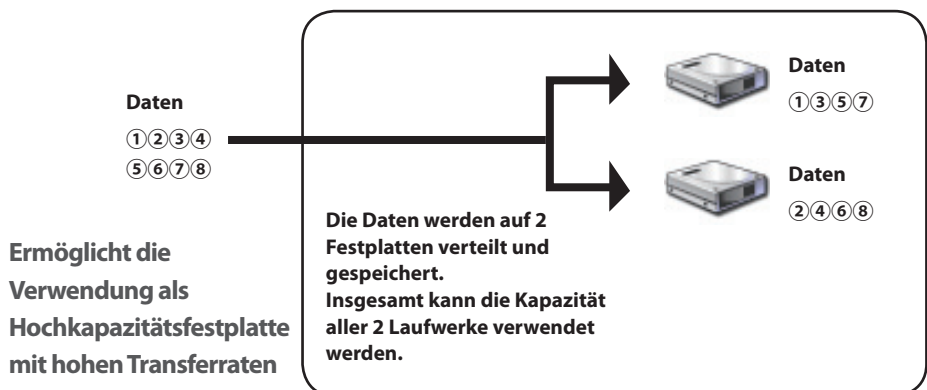 Daten
①②③④
⑤⑥⑦⑧
Daten
①③⑤⑦
Daten
②④⑥⑧
Die Daten werden auf 2
Festplatten verteilt und
gespeichert.
Insgesamt kann die Kapazität
aller 2 Laufwerke verwendet
werden.
Ermöglicht die
Verwendung als
Hochkapazitätsfestplatte
mit hohen Transferraten